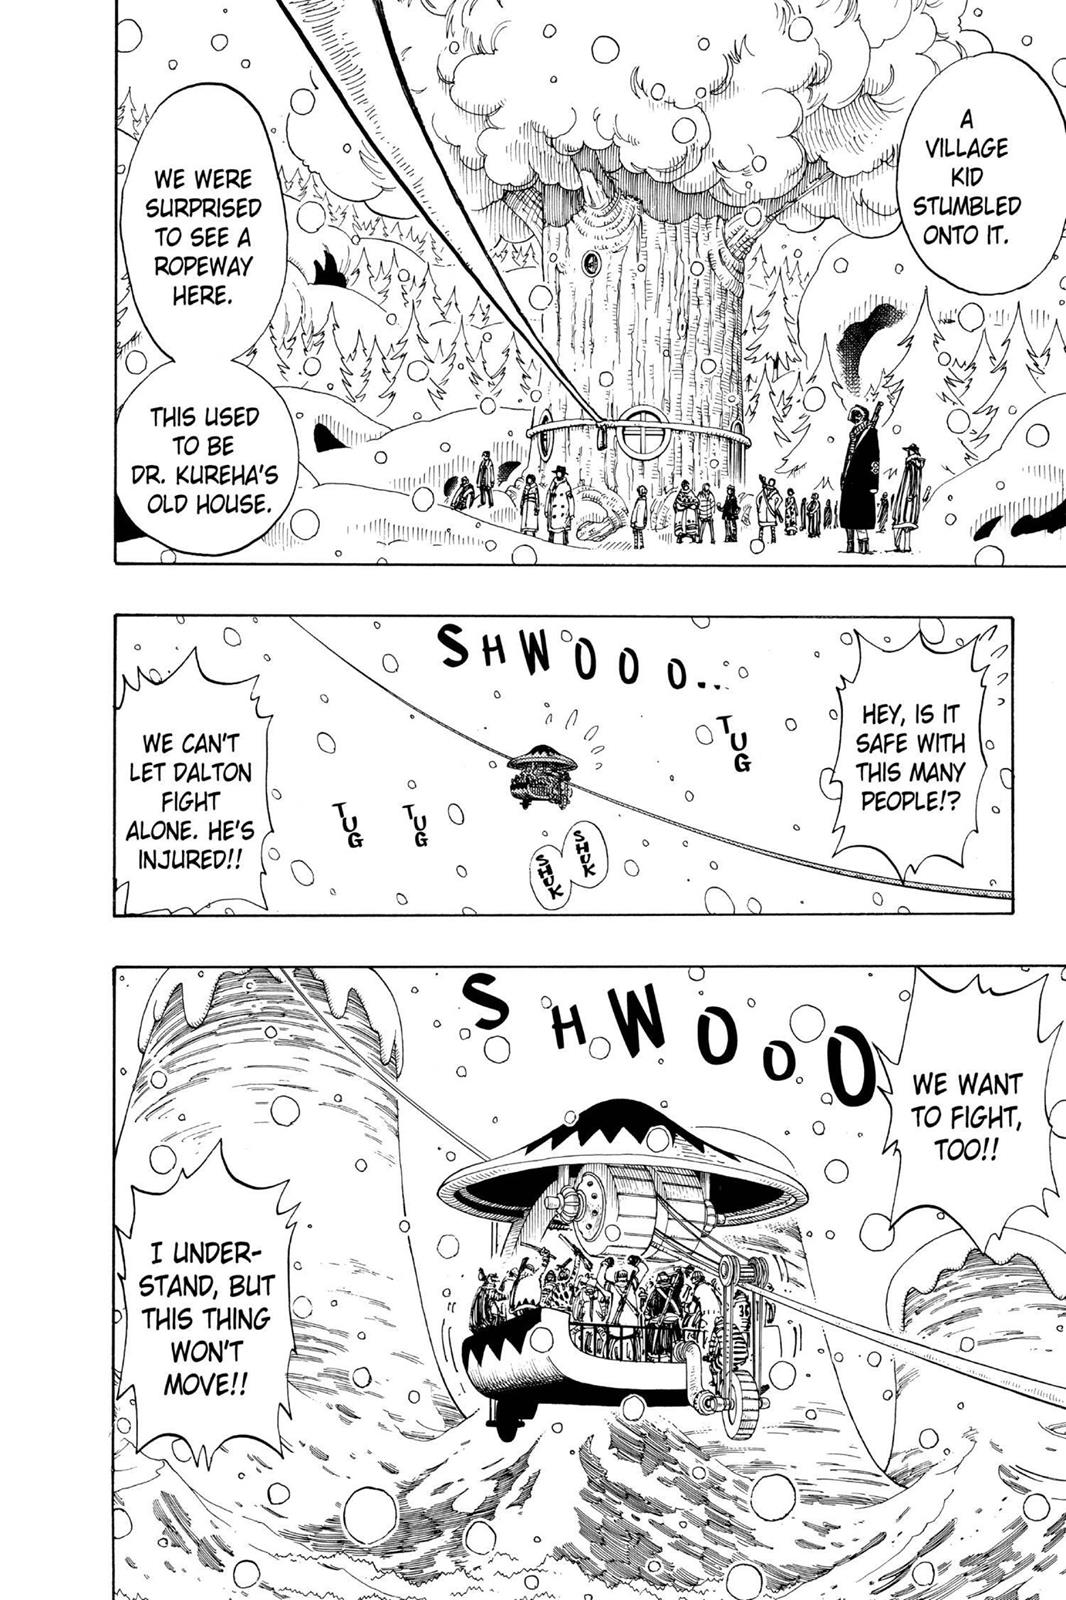 A
VILLAGE
KID
STUMBLED
ONTO IT.
WE WERE
SURPRISED
TO SEE A
ROPEWAY
HERE.
THIS USED
TO BE
DR. KUREHA'S
OLD HOUSE.
SHWOOO..
HEY, IS IT
SAFE WITH
THIS MANY
PEOPLE!?
TUG
SHUK
SHUK
TUG
TUG
WE CAN'T
LET DALTON
FIGHT
ALONE. HE'S
INJURED!!
SHWOOO
WE WANT
TO FIGHT,
TOO!!
I UNDER-
STAND, BUT
THIS THING
WON'T
MOVE!!